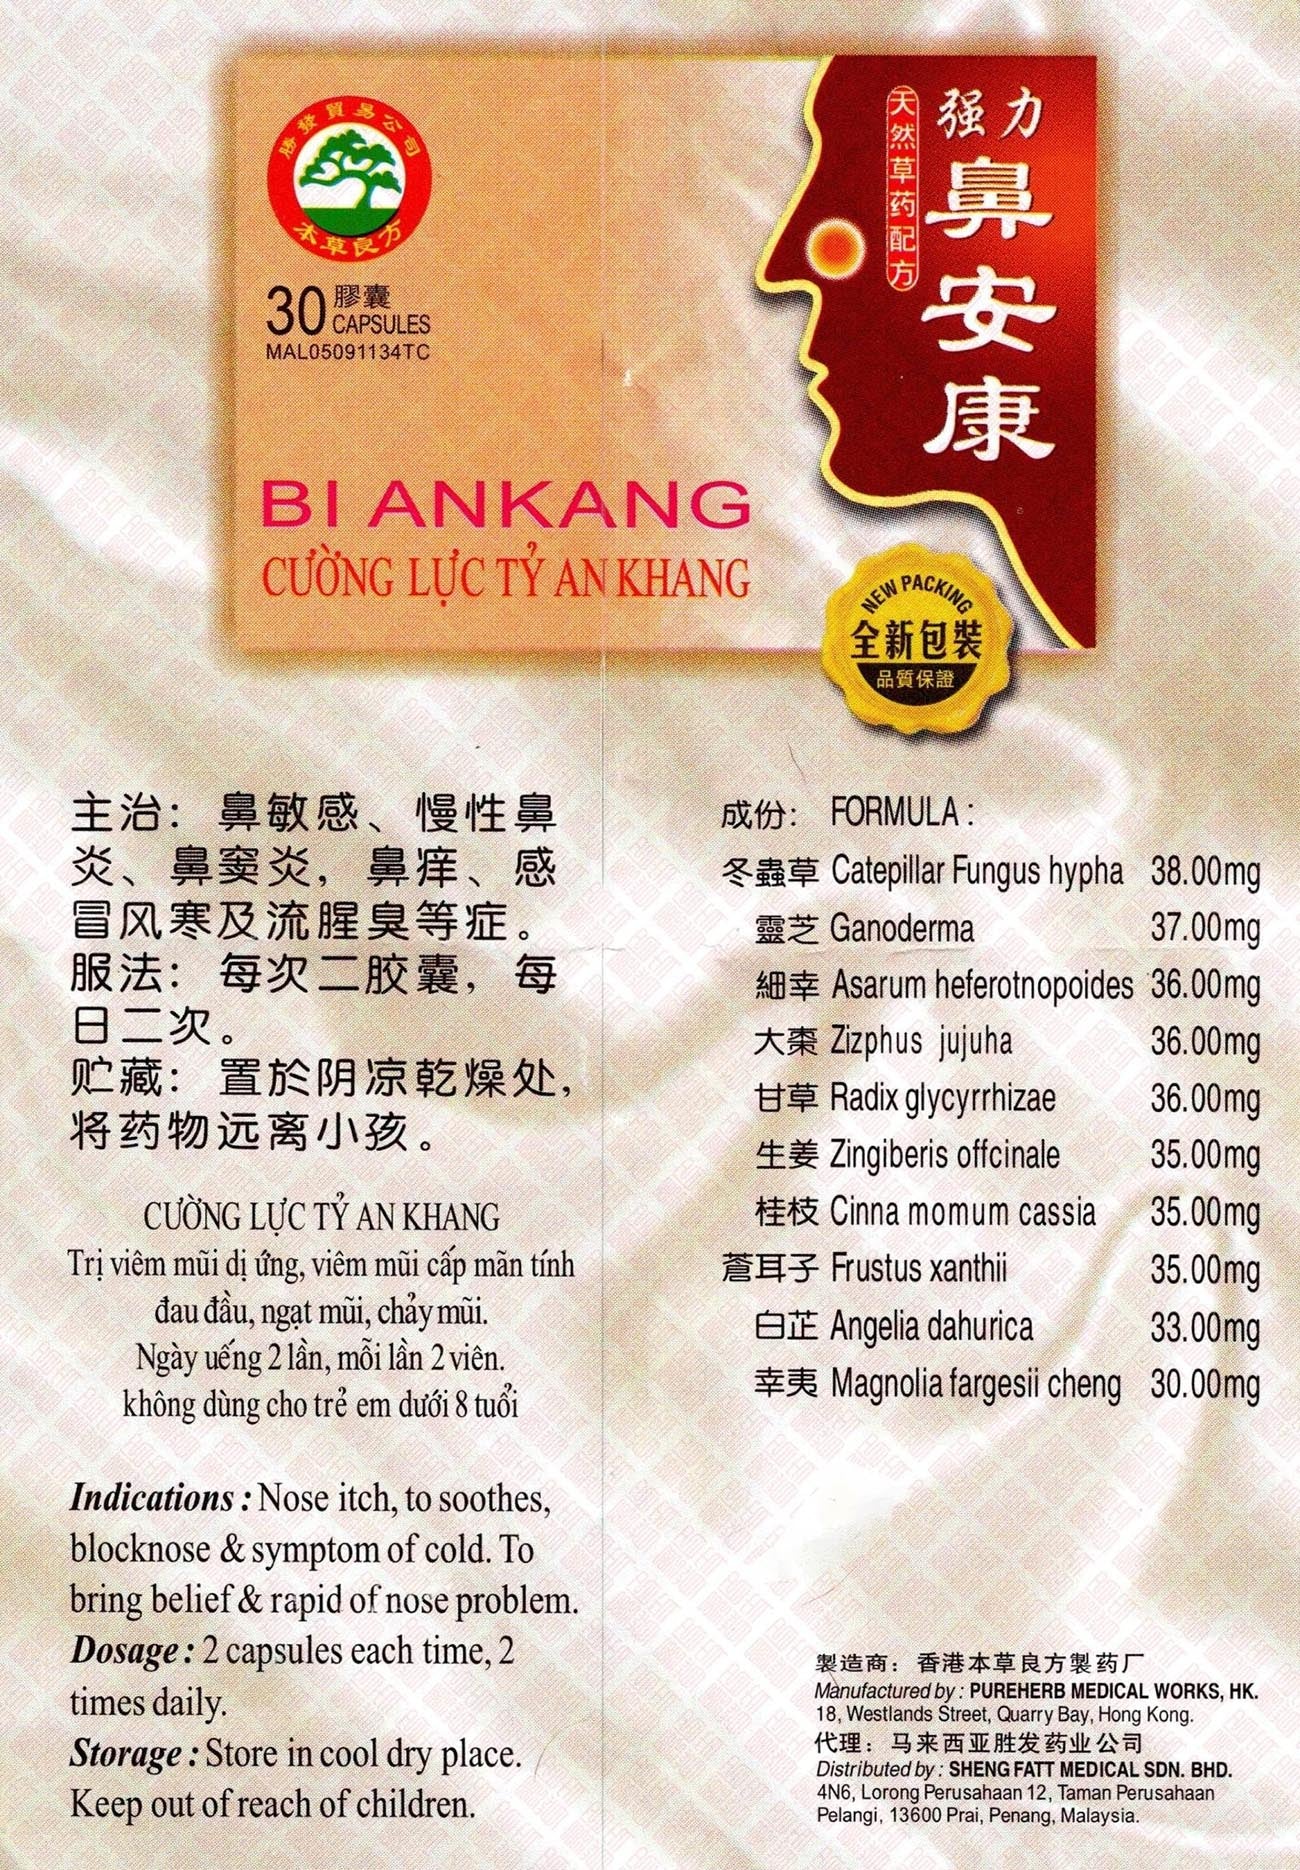 勝發貿易公司
本草良方
30 膠囊
CAPSULES
MAL05091134TC
天然草药配方
强力
鼻安康
BI ANKANG
CƯỜNG LỰC TỶ AN KHANG
NEW PACKING
全新包裝
品質保證
主治：鼻敏感、慢性鼻
炎、鼻窦炎，鼻痒、感
冒风寒及流腥臭等症。
服法：每次二胶囊，每
日二次。
贮藏：置於阴凉乾燥处，
将药物远离小孩。
CƯỜNG LỰC TỶ AN KHANG
Trị viêm mũi dị ứng, viêm mũi cấp mãn tính
đau đầu, ngạt mũi, chảy mũi.
Ngày uếng 2 lần, mỗi lần 2 viên.
không dùng cho trẻ em dưới 8 tuổi
Indications : Nose itch, to soothes,
blocknose & symptom of cold. To
bring belief & rapid of nose problem.
Dosage : 2 capsules each time, 2
times daily.
Storage : Store in cool dry place.
Keep out of reach of children.
成份： FORMULA :
冬蟲草 Catepillar Fungus hypha 38.00mg
靈芝 Ganoderma 37.00mg
細幸 Asarum heferotnopoides 36.00mg
大棗 Zizphus jujuha 36.00mg
甘草 Radix glycyrrhizae 36.00mg
生姜 Zingiberis offcinale 35.00mg
桂枝 Cinna momum cassia 35.00mg
蒼耳子 Frustus xanthii 35.00mg
白芷 Angelia dahurica 33.00mg
幸夷 Magnolia fargesii cheng 30.00mg
製造商：香港本草良方製药厂
Manufactured by : PUREHERB MEDICAL WORKS, HK.
18, Westlands Street, Quarry Bay, Hong Kong.
代理：马来西亚胜发药业公司
Distributed by : SHENG FATT MEDICAL SDN. BHD.
4N6, Lorong Perusahaan 12, Taman Perusahaan
Pelangi, 13600 Prai, Penang, Malaysia.